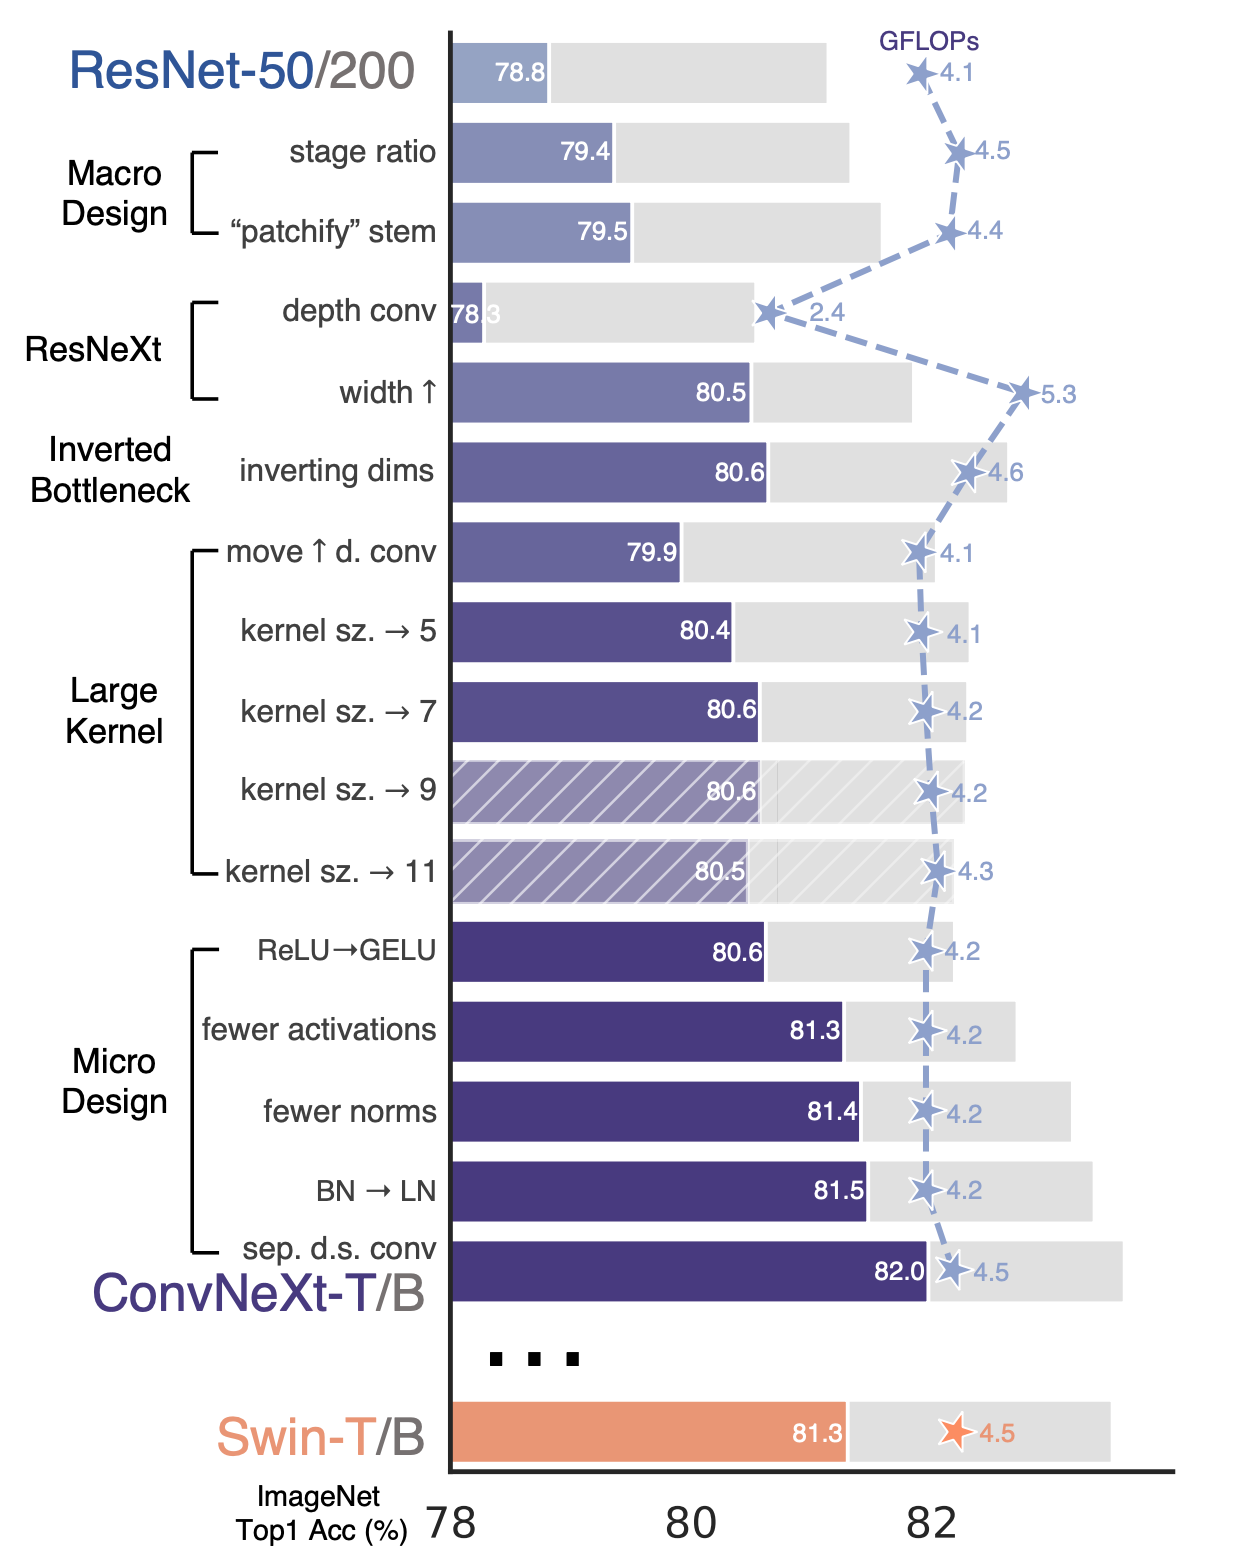 GFLOPs
ResNet-50/200 78.8 4.1
Macro
Design
stage ratio 79.4 4.5
“patchify” stem 79.5 4.4
ResNeXt
depth conv 78.3 2.4
width ↑ 80.5 5.3
Inverted
Bottleneck
inverting dims 80.6 4.6
Large
Kernel
move ↑ d. conv 79.9 4.1
kernel sz. → 5 80.4 4.1
kernel sz. → 7 80.6 4.2
kernel sz. → 9 80.6 4.2
kernel sz. → 11 80.5 4.3
Micro
Design
ReLU→GELU 80.6 4.2
fewer activations 81.3 4.2
fewer norms 81.4 4.2
BN → LN 81.5 4.2
sep. d.s. conv
ConvNeXt-T/B 82.0 4.5
...
Swin-T/B 81.3 4.5
ImageNet
Top1 Acc (%) 78 80 82